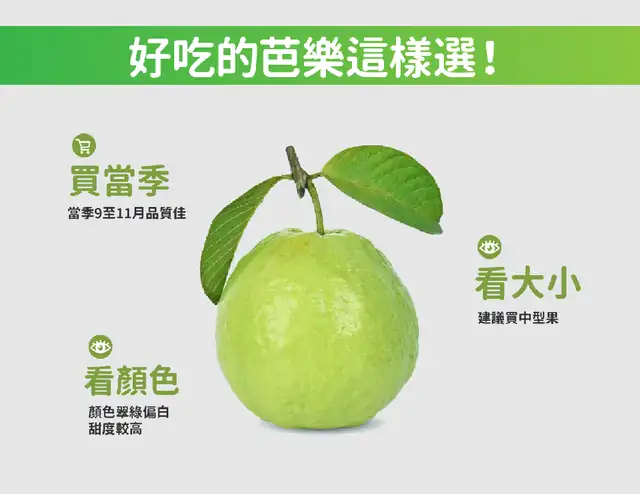 好吃的芭樂這樣選！
買當季
當季9至11月品質佳
看大小
建議買中型果
看顏色
顏色翠綠偏白
甜度較高